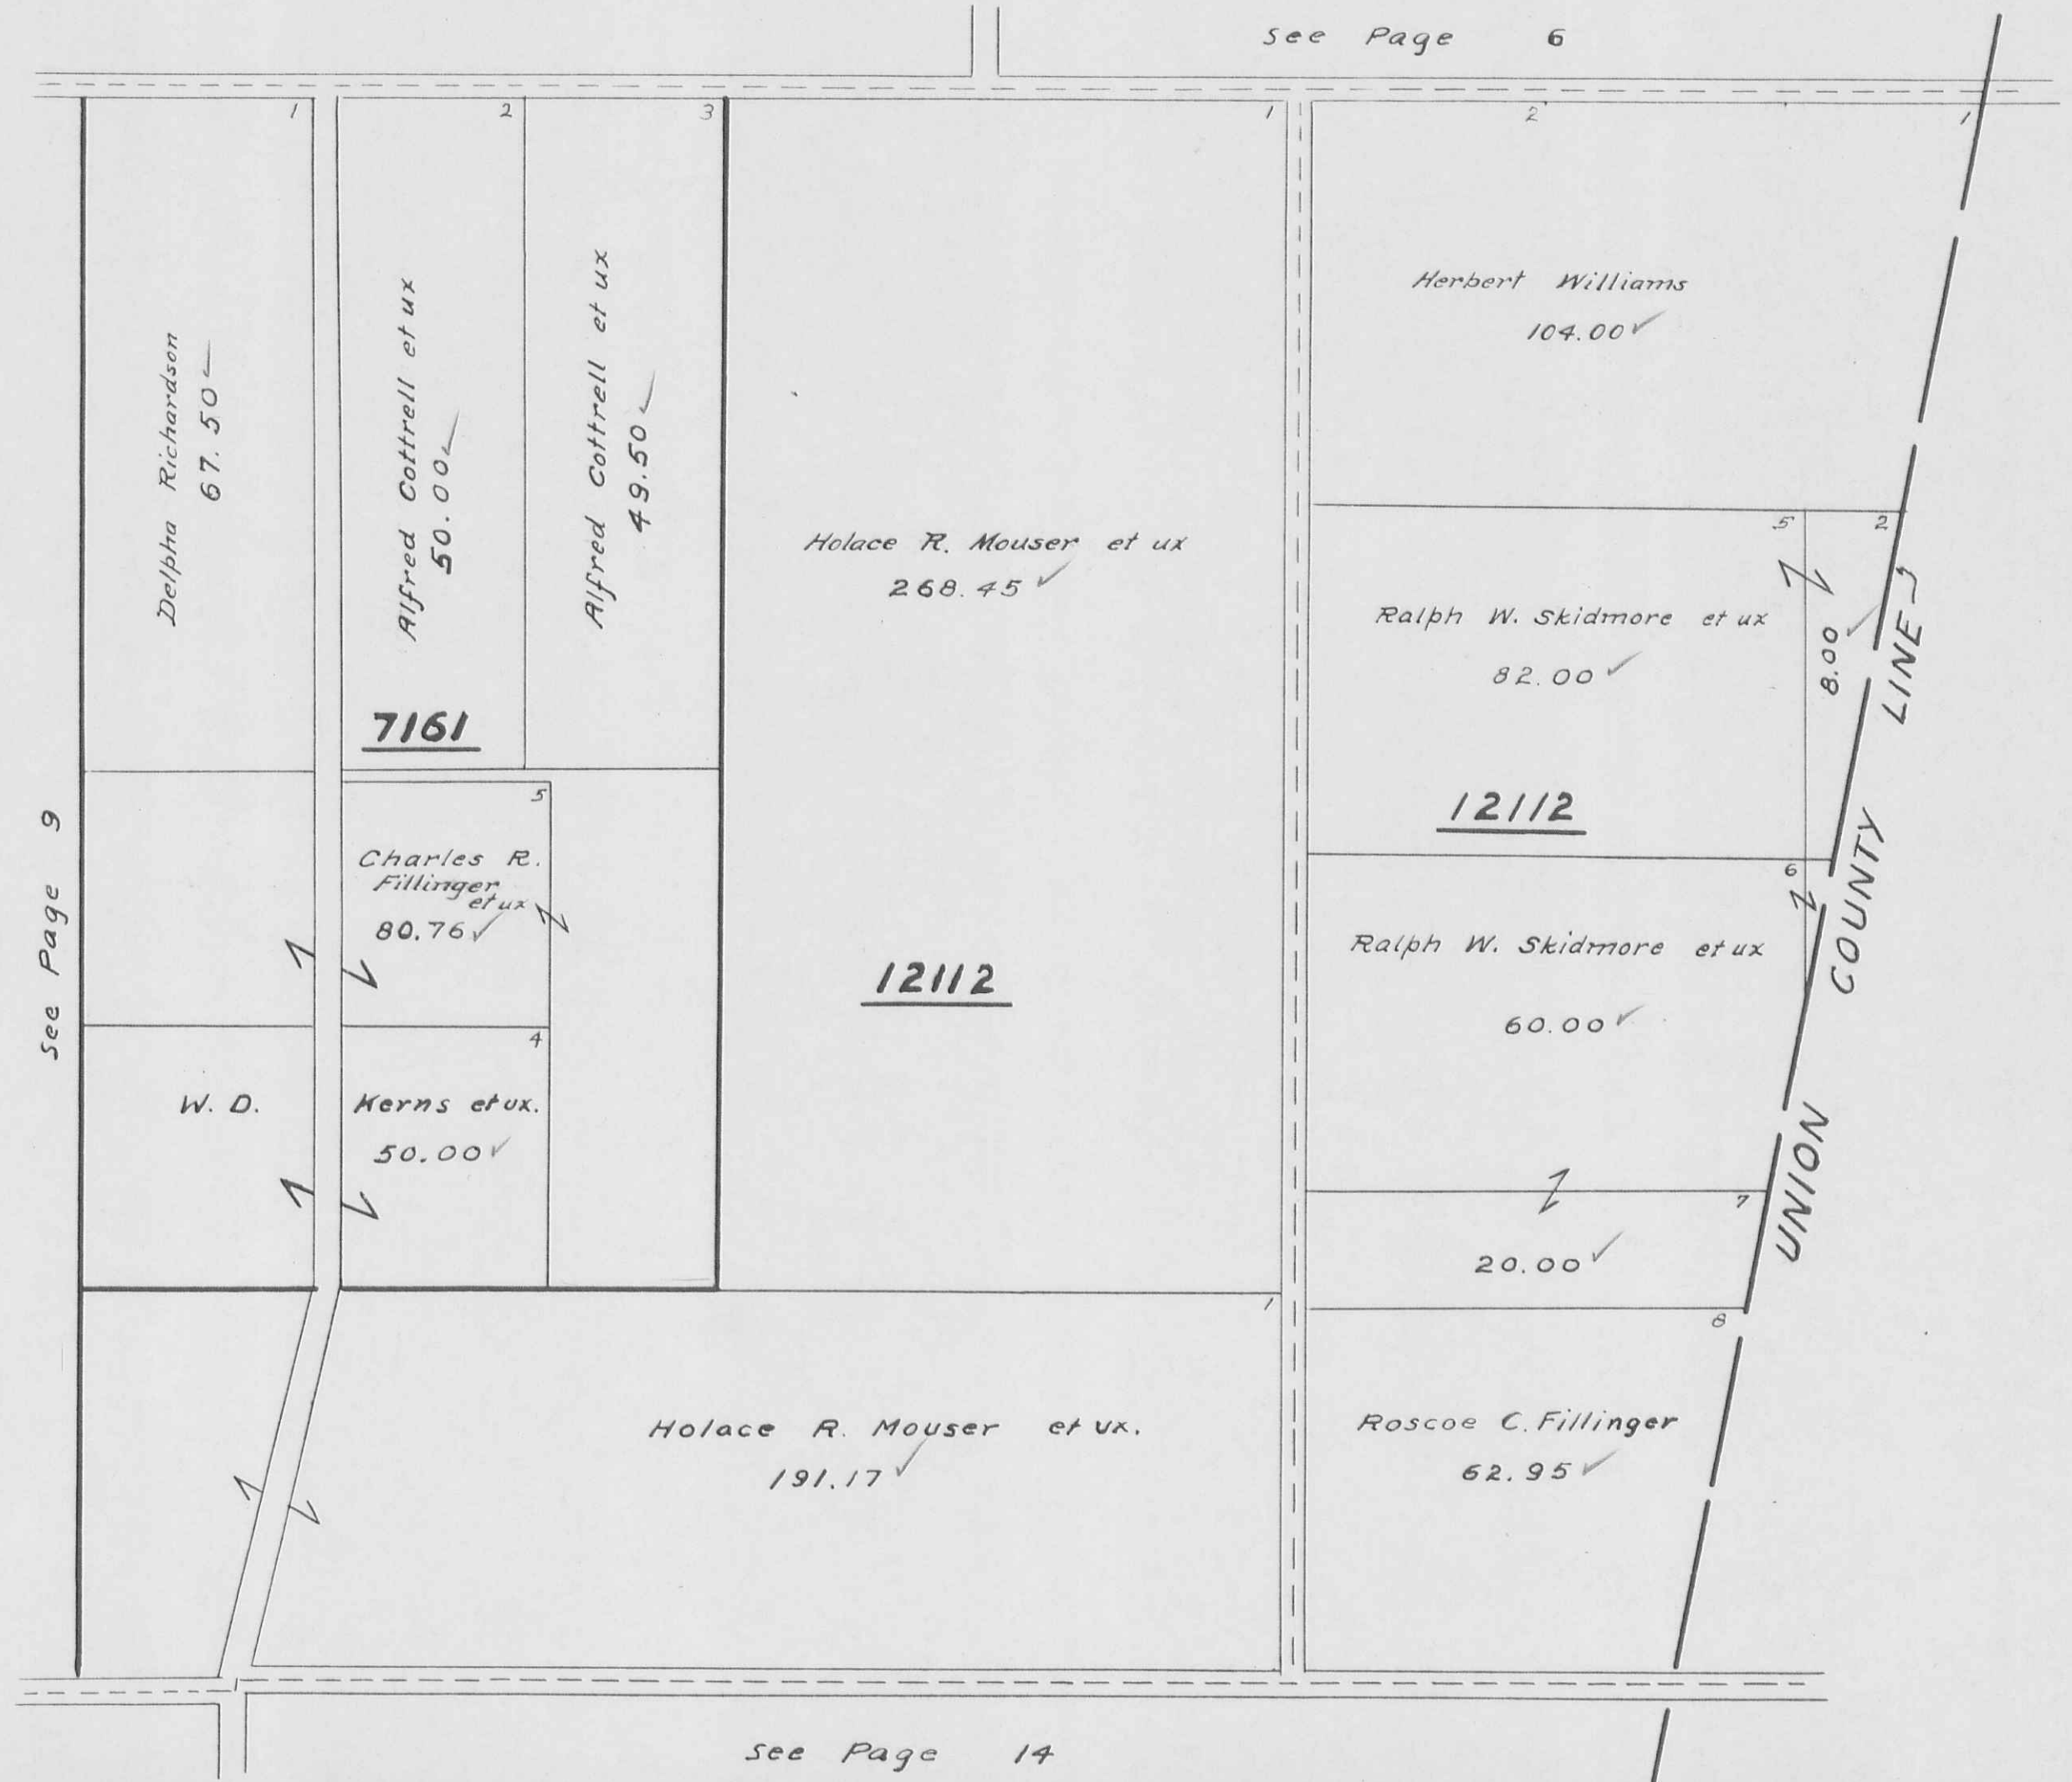 see Page 6
1
2
3
1
2
1
Delpha Richardson
67.50
Alfred Cottrell et ux
50.00
7161
Alfred Cottrell et ux
49.50
Holace R. Mouser et ux
268.45
12112
Herbert Williams
104.00
5
2
Ralph W. Skidmore et ux
82.00
8.00
12112
see Page 9
5
Charles R.
Fillinger
et ux
80.76
4
W. D. Kerns et ux.
50.00
6
Ralph W. Skidmore et ux
60.00
7
20.00
UNION COUNTY LINE
1
Holace R. Mouser et ux.
191.17
8
Roscoe C. Fillinger
62.95
see Page 14